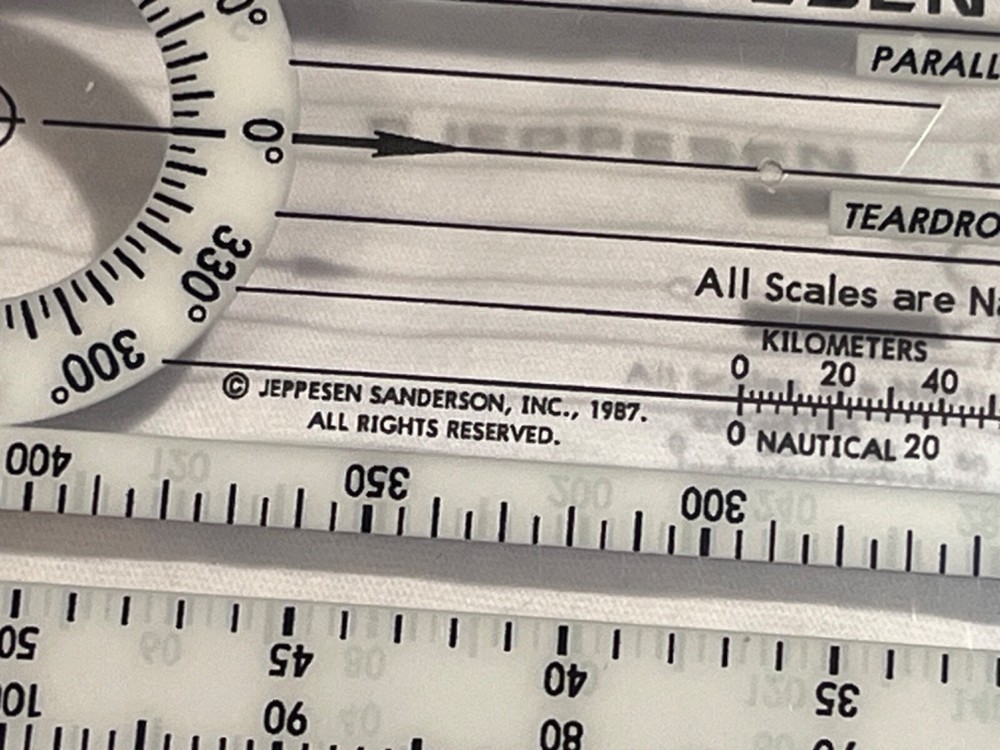 PARALL
0°
TEARDRO
330°
All Scales are Na
300°
KILOMETERS
0 20 40
© JEPPESEN SANDERSON, INC., 1987.
ALL RIGHTS RESERVED.
0 NAUTICAL 20
400 350 300
50 45 40 35
100 90 80